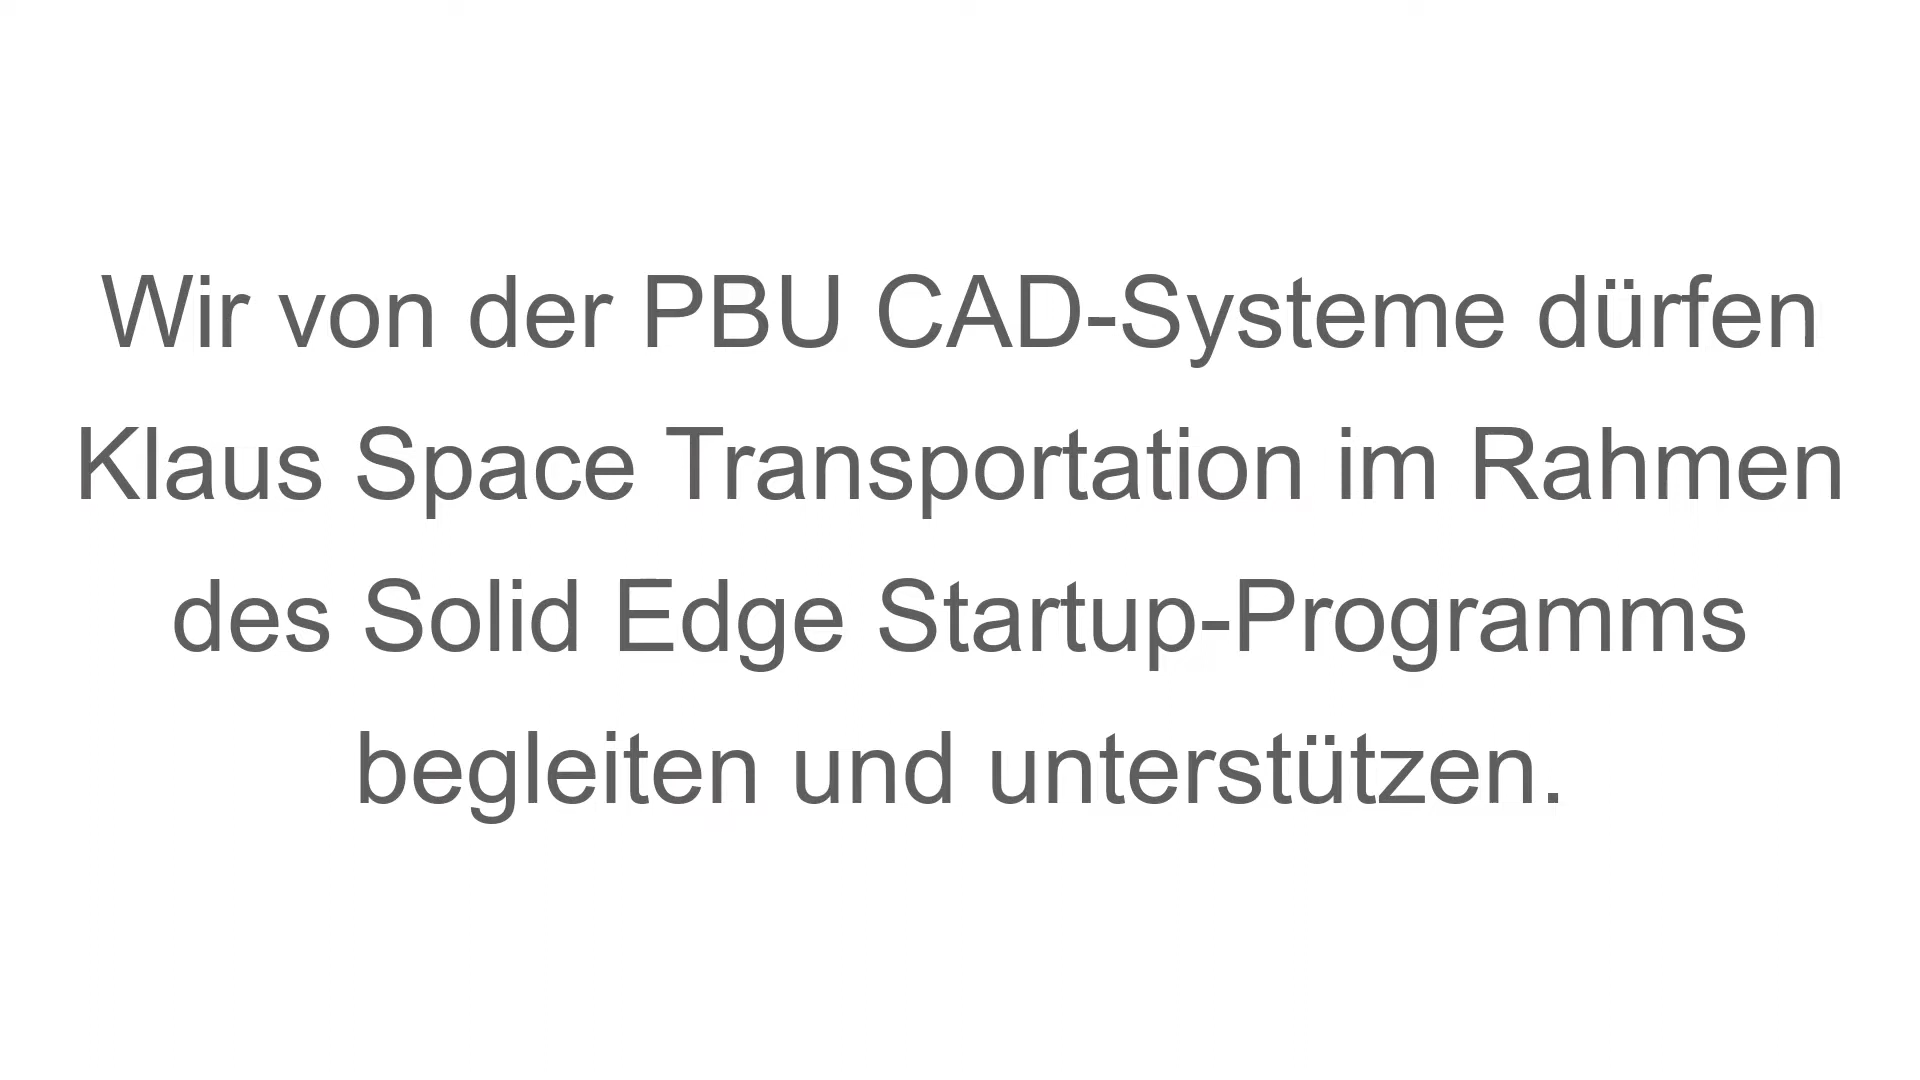 Wir von der PBU CAD-Systeme dürfen
Klaus Space Transportation im Rahmen
des Solid Edge Startup-Programms
begleiten und unterstützen.